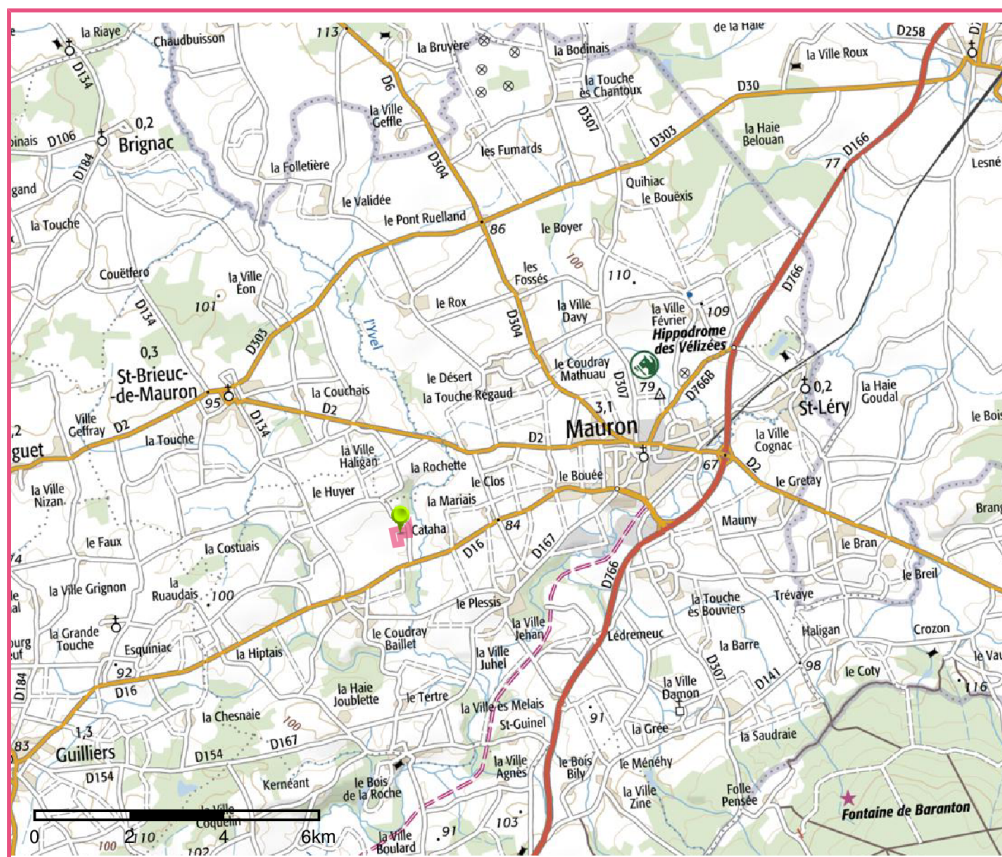 la Riaye
Chaudbuisson
113
la Bruyère
la Bodinais
de la Haie
D258
la Ville Roux
D134
D6
la Ville
Geffle
la Touche
ès Chantoux
D30
D307
D106
0,2
Brignac
D184
la Folletière
D304
les Fumards
D303
la Haie
Belouan
77
D166
Lesné
la Touche
le Validée
Quihiac
le Bouëxis
le Pont Ruelland
86
le Boyer
Couëtfero
la Ville
Éon
101
les
Fossés
100
110
D766
D134
D303
l'Yvel
le Rox
D304
la Ville
Davy
la Ville
Février
109
Hippodrome
des Vélizées
0,3
St-Brieuc-
-de-Mauron
95
la Couchais
le Désert
la Touche Régaud
le Coudray
Mathuau
79
D307
D766B
0,2
St-Léry
la Haie
Goudal
Ville
Geffray
D2
D134
D2
3,1
Mauron
le Bois
la Touche
la Ville
Haligan
la Rochette
D2
la Ville
Cognac
67
D2
guet
la Ville
Nizan
le Huyer
le Clos
la Mariais
le Bouée
le Gretay
Cataha
84
Mauny
le Faux
la Costuais
D16
D167
D766
le Bran
le Breil
la Ville Grignon
la
Ruaudais
100
le Plessis
la Touche
ès Bouviers
Trévaye
la Grande
Touche
Esquiniac
la Hiptais
le Coudray
Baillet
la Ville
Jehan
Lédremeuc
la Barre
Haligan
Crozon
D184
92
D16
la Ville
Juhel
D307
D141
98
le Coty
la Haie
Joublette
le Tertre
la Ville
Damon
116
la Chesnaie
100
la Ville ès Melais
St-Guinel
91
la Grée
la Saudraie
83
1,3
Guilliers
D154
D167
D154
Kernéant
le Bois
de la Roche
la Ville
Agnès
le Bois
Bily
le Ménéhy
la Ville
Zine
Folle
Pensée
Fontaine de Baranton
0 2 4 6km
110
100
102
91
103
la Ville
Boulard